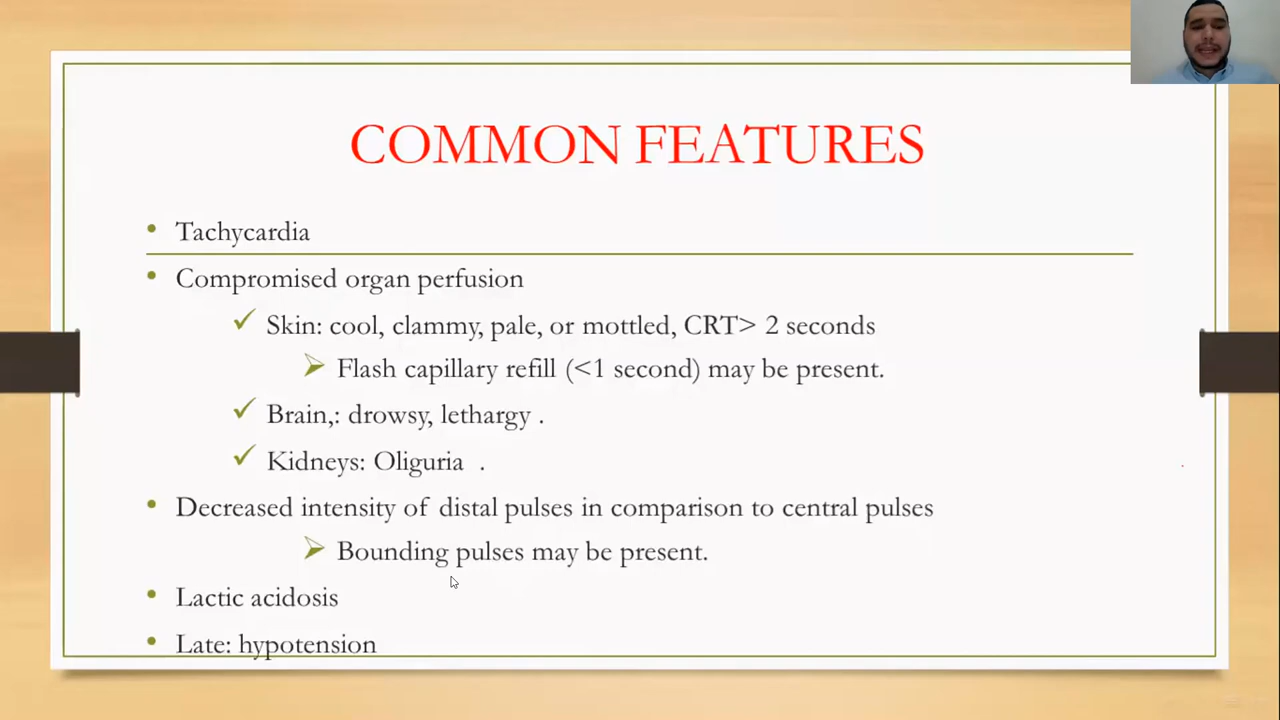 COMMON FEATURES
• Tachycardia
• Compromised organ perfusion
✓ Skin: cool, clammy, pale, or mottled, CRT> 2 seconds
➢ Flash capillary refill (<1 second) may be present.
✓ Brain,: drowsy, lethargy .
✓ Kidneys: Oliguria .
• Decreased intensity of distal pulses in comparison to central pulses
➢ Bounding pulses may be present.
• Lactic acidosis
• Late: hypotension